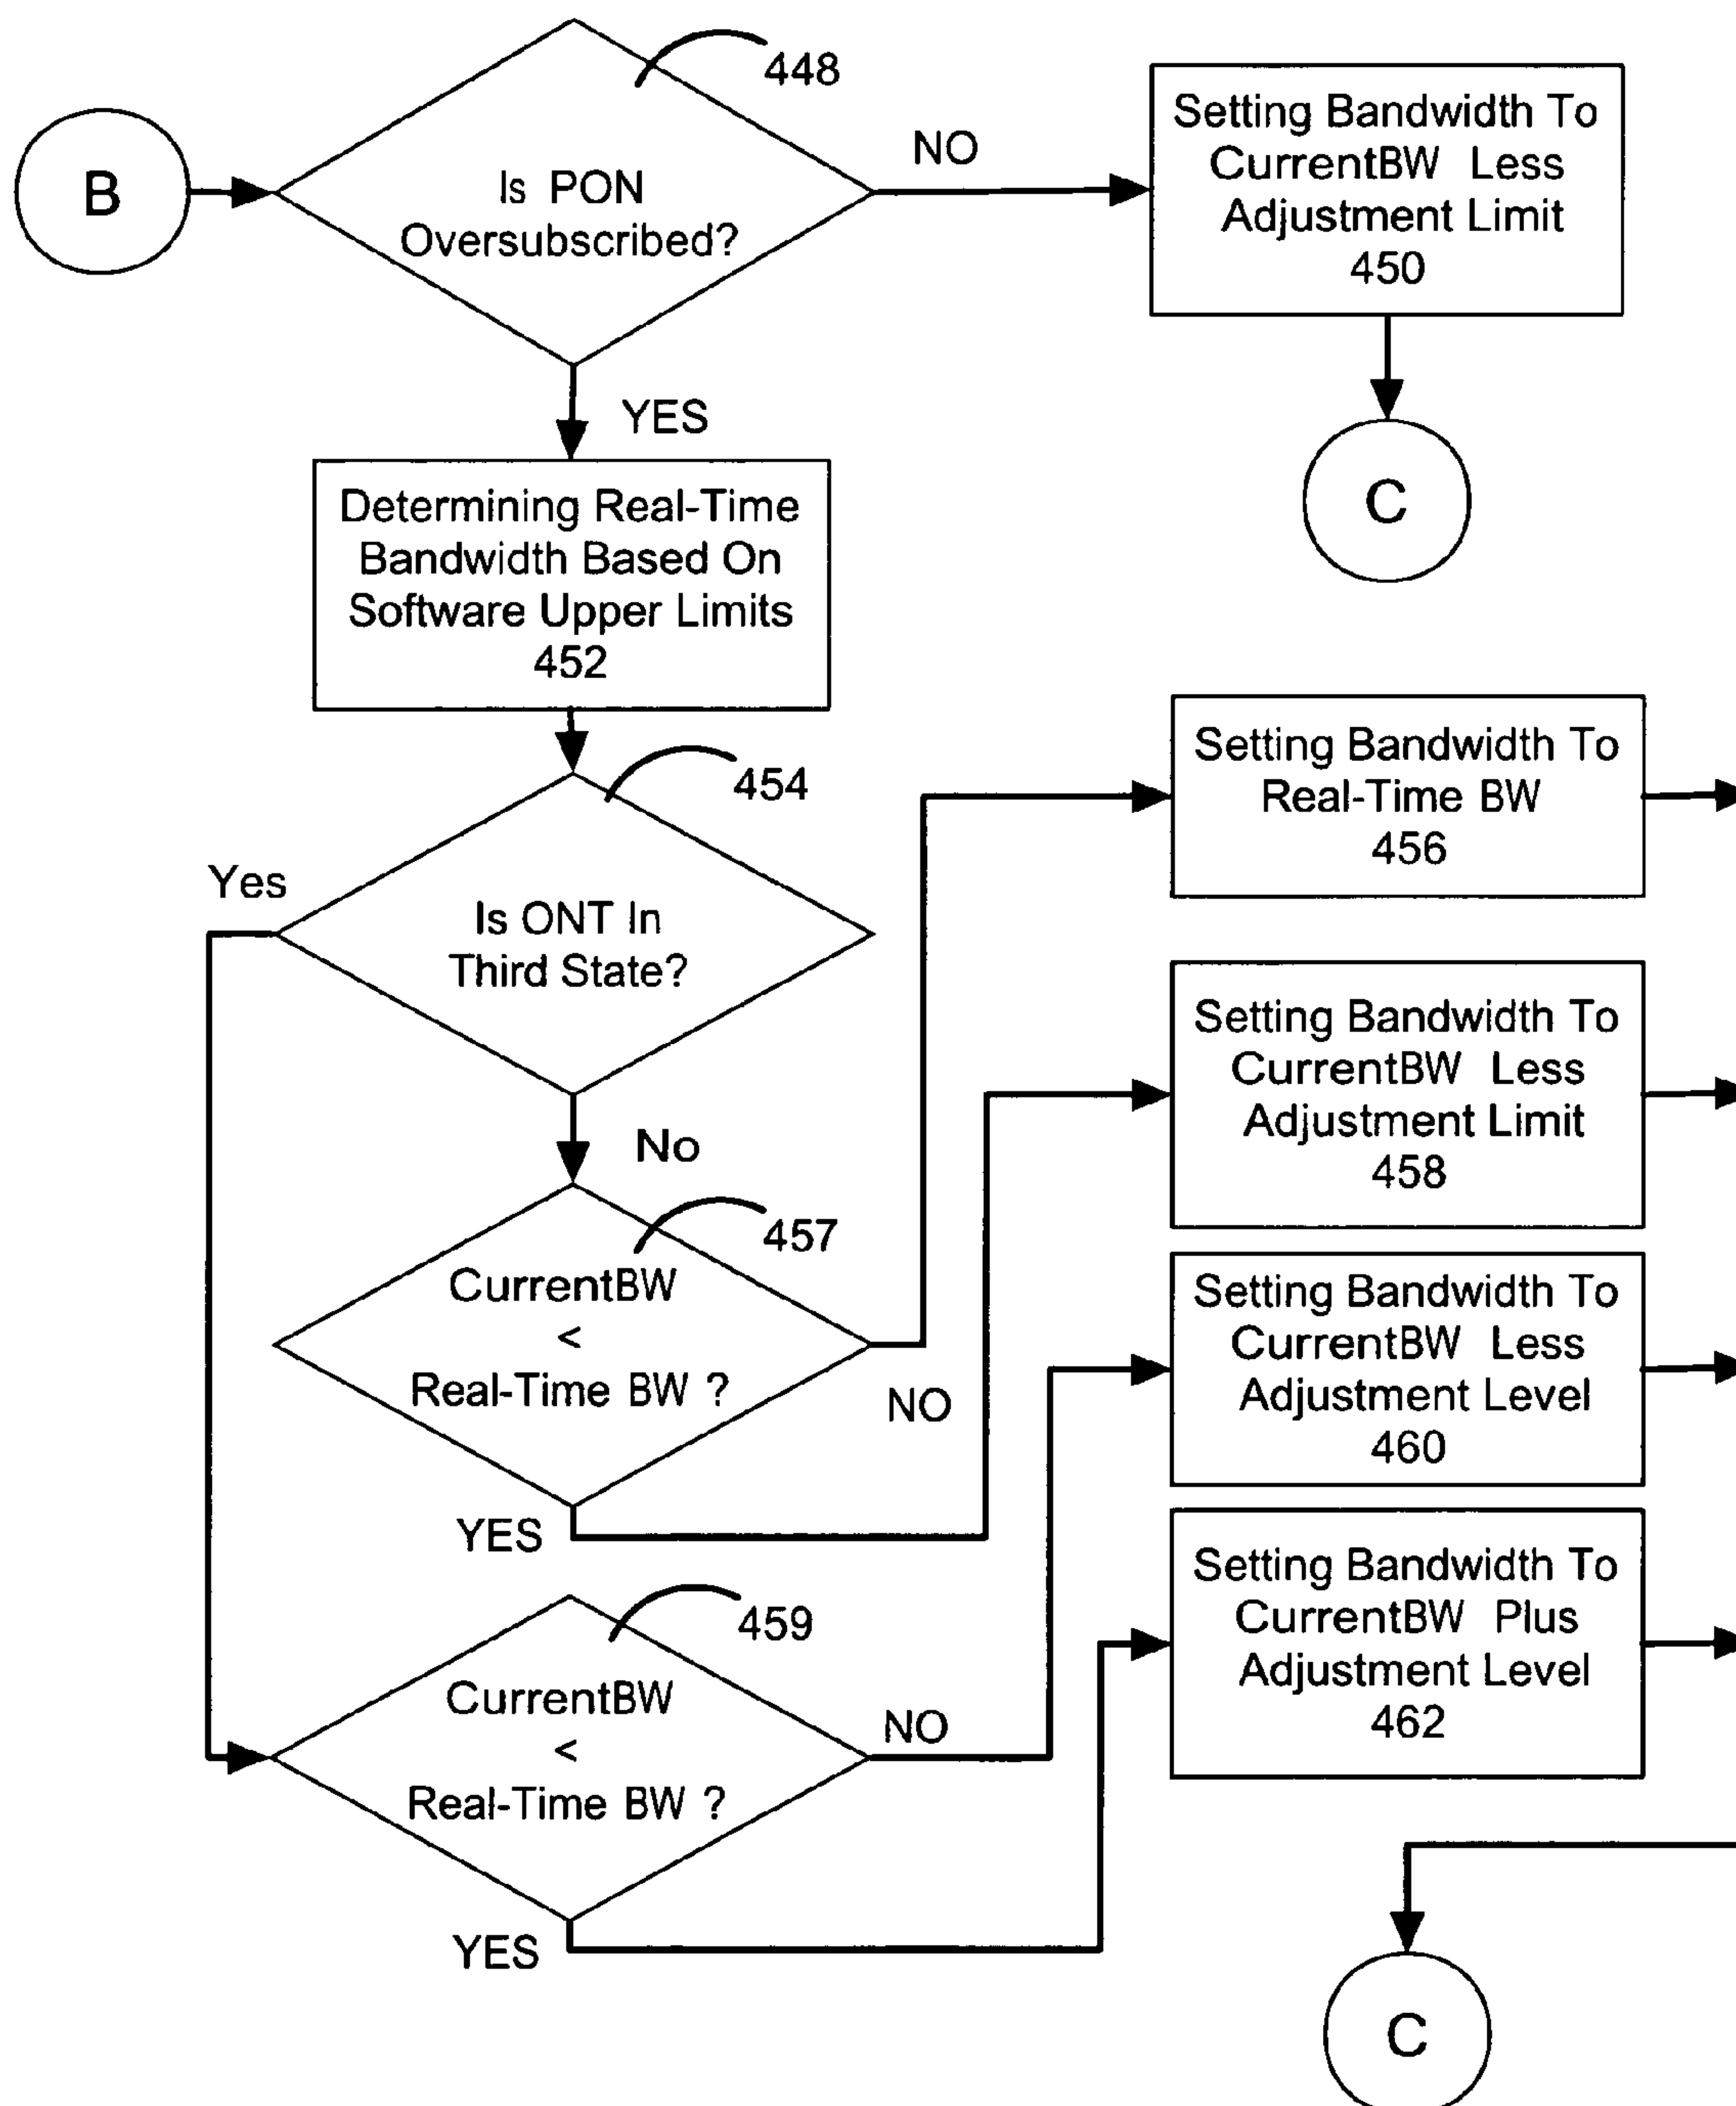 448
B
Is PON
Oversubscribed?
NO
Setting Bandwidth To
CurrentBW Less
Adjustment Limit
450
YES
C
Determining Real-Time
Bandwidth Based On
Software Upper Limits
452
454
Yes
Is ONT In
Third State?
No
Setting Bandwidth To
Real-Time BW
456
457
CurrentBW
<
Real-Time BW ?
NO
YES
Setting Bandwidth To
CurrentBW Less
Adjustment Limit
458
Setting Bandwidth To
CurrentBW Less
Adjustment Level
460
459
CurrentBW
<
Real-Time BW ?
NO
YES
Setting Bandwidth To
CurrentBW Plus
Adjustment Level
462
C